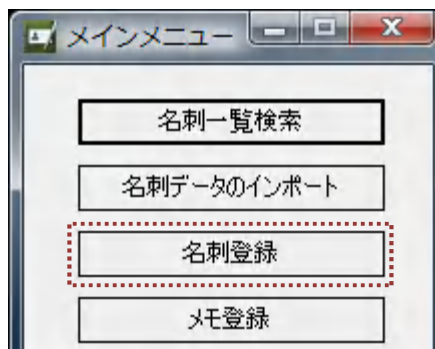 メインメニュー
名刺一覧検索
名刺データのインポート
名刺登録
メモ登録